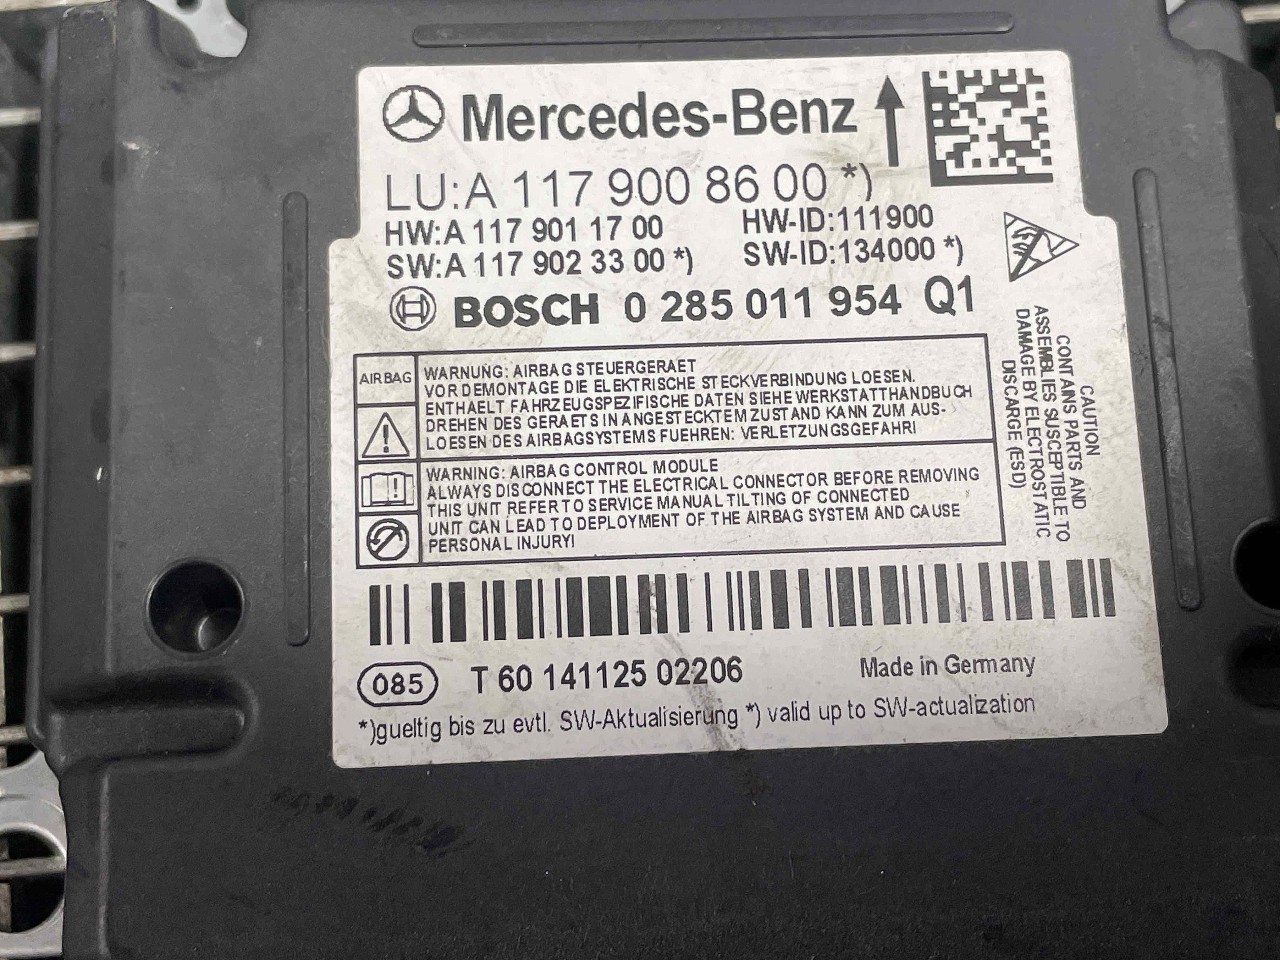 Mercedes-Benz
LU:A 117 900 86 00 *)
HW:A 117 901 17 00 HW-ID:111900
SW:A 117 902 33 00 *) SW-ID:134000 *)
BOSCH 0 285 011 954 Q1
AIRBAG
WARNUNG: AIRBAG STEUERGERAET
VOR DEMONTAGE DIE ELEKTRISCHE STECKVERBINDUNG LOESEN.
ENTHAELT FAHRZEUGSPEZIFISCHE DATEN SIEHE WERKSTATTHANDBUCH
DREHEN DES GERAETS IN ANGESTECKTEM ZUSTAND KANN ZUM AUS-
LOESEN DES AIRBAGSYSTEMS FUEHREN: VERLETZUNGSGEFAHR!
WARNING: AIRBAG CONTROL MODULE
ALWAYS DISCONNECT THE ELECTRICAL CONNECTOR BEFORE REMOVING
THIS UNIT REFER TO SERVICE MANUAL TILTING OF CONNECTED
UNIT CAN LEAD TO DEPLOYMENT OF THE AIRBAG SYSTEM AND CAUSE
PERSONAL INJURY!
CAUTION
CONTAINS PARTS AND
ASSEMBLIES SUSCEPTIBLE TO
DAMAGE BY ELECTROSTATIC
DISCHARGE (ESD)
085 T 60 141125 02206 Made in Germany
*)gueltig bis zu evtl. SW-Aktualisierung *) valid up to SW-actualization